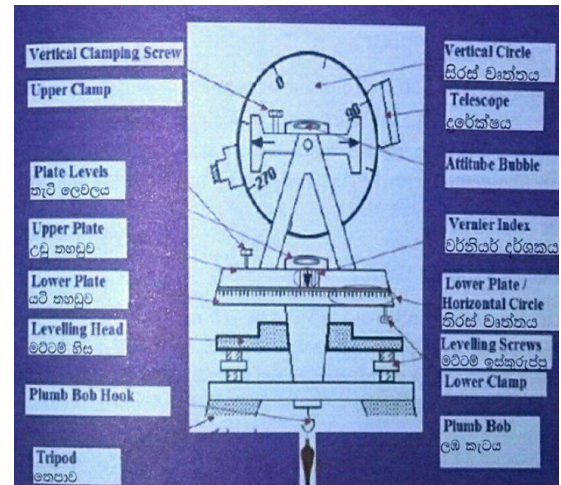 Vertical Clamping Screw
Upper Clamp
Plate Levels
තැටි ලෙවලය
Upper Plate
උඩු තහඩුව
Lower Plate
යටි තහඩුව
Levelling Head
මට්ටම් හිස
Plumb Bob Hook
Tripod
තෙපාව
0
90
270
Vertical Circle
සිරස් වෘත්තය
Telescope
දුරේක්ෂය
Attitube Bubble
Vernier Index
වර්නියර් දර්ශකය
Lower Plate /
Horizontal Circle
තිරස් වෘත්තය
Levelling Screws
මට්ටම් ඉස්කුරුප්පු
Lower Clamp
Plumb Bob
ලඹ කැටය